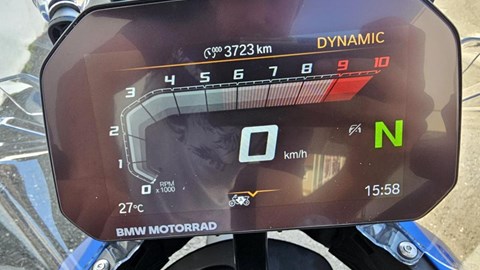 3723 km
DYNAMIC
3 4 5 6 7 8 9 10
2
1
0
RPM
x 1000
0 km/h
N
27°C
15:58
BMW MOTORRAD